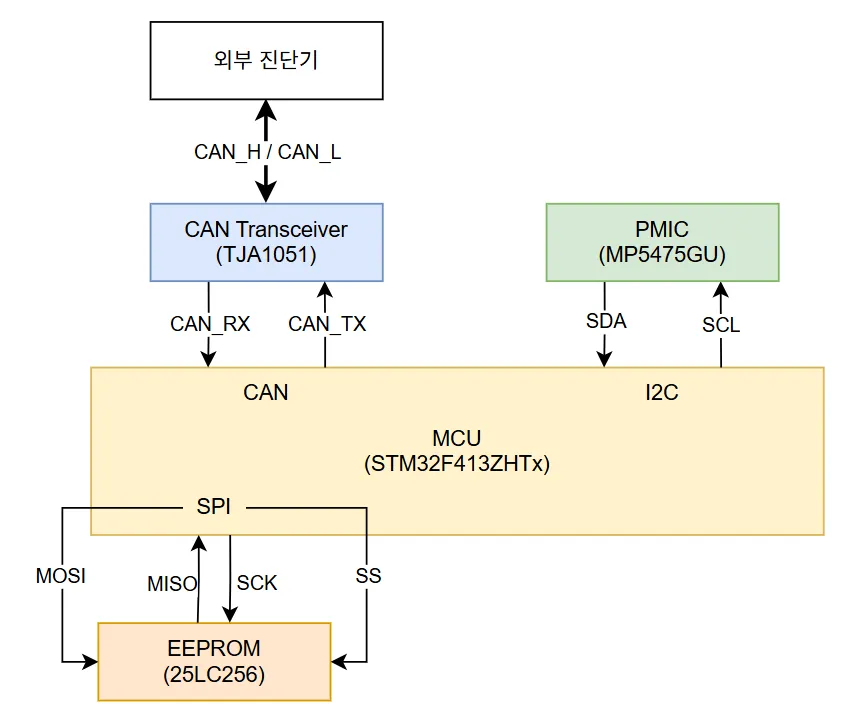 외부 진단기
CAN_H / CAN_L
CAN Transceiver
(TJA1051)
PMIC
(MP5475GU)
CAN_RX
CAN_TX
SDA
SCL
CAN
I2C
MCU
(STM32F413ZHTx)
SPI
MOSI
MISO
SCK
SS
EEPROM
(25LC256)